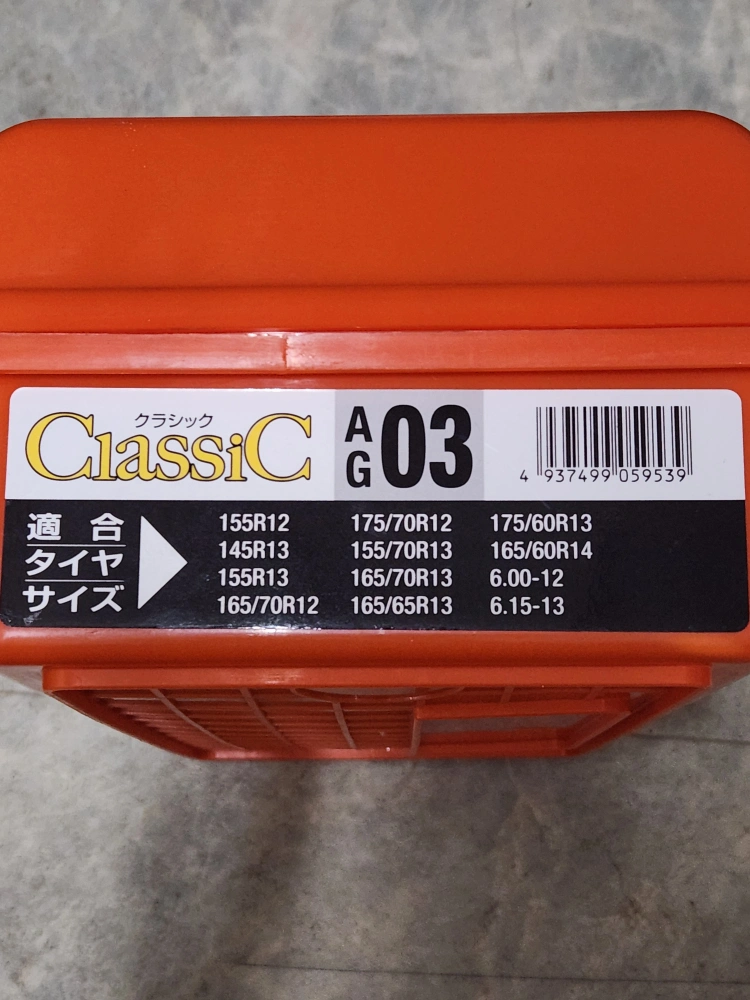 クラシック
ClassiC
AG03
4 937499 059539
適合
タイヤ
サイズ
155R12 175/70R12 175/60R13
145R13 155/70R13 165/60R14
155R13 165/70R13 6.00-12
165/70R12 165/65R13 6.15-13